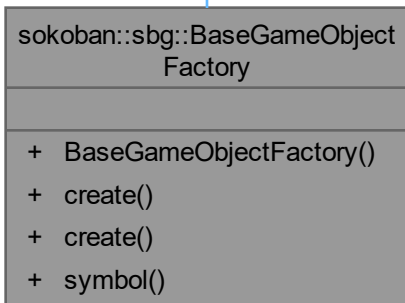 sokoban::sbg::BaseGameObject
Factory
+ BaseGameObjectFactory()
+ create()
+ create()
+ symbol()